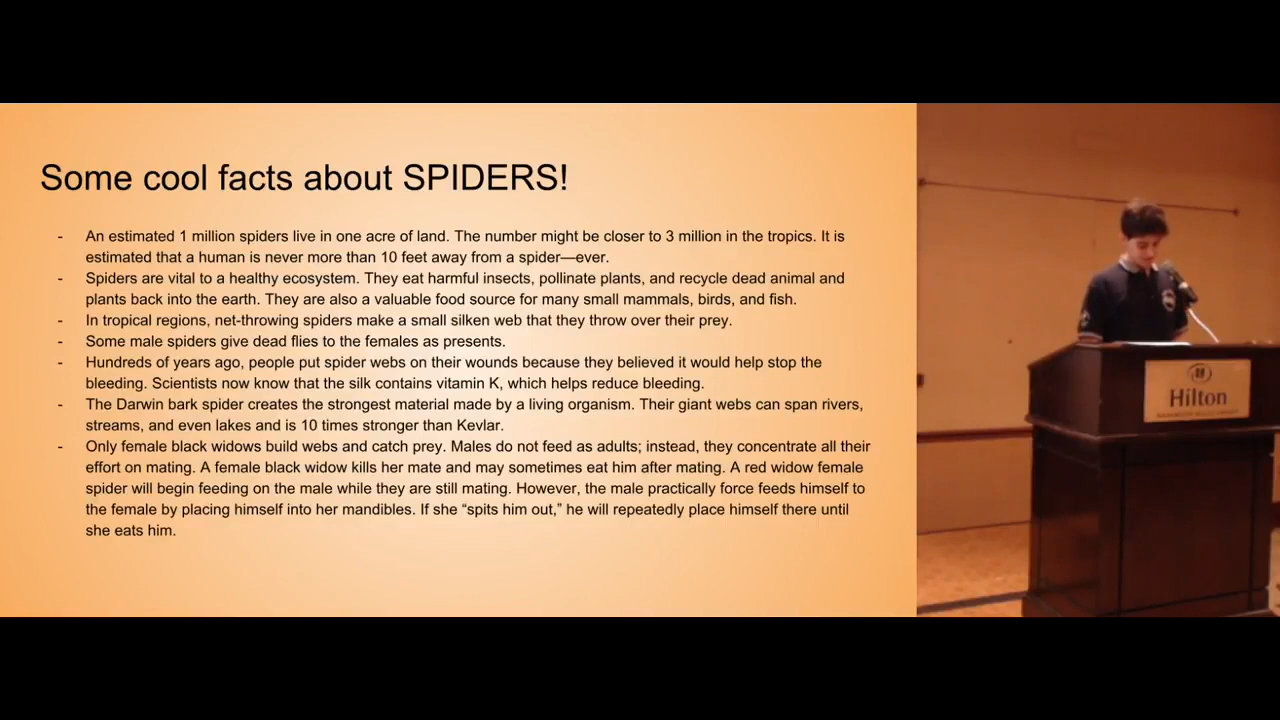 Some cool facts about SPIDERS!
- An estimated 1 million spiders live in one acre of land. The number might be closer to 3 million in the tropics. It is
estimated that a human is never more than 10 feet away from a spider—ever.
- Spiders are vital to a healthy ecosystem. They eat harmful insects, pollinate plants, and recycle dead animal and
plants back into the earth. They are also a valuable food source for many small mammals, birds, and fish.
- In tropical regions, net-throwing spiders make a small silken web that they throw over their prey.
- Some male spiders give dead flies to the females as presents.
- Hundreds of years ago, people put spider webs on their wounds because they believed it would help stop the
bleeding. Scientists now know that the silk contains vitamin K, which helps reduce bleeding.
- The Darwin bark spider creates the strongest material made by a living organism. Their giant webs can span rivers,
streams, and even lakes and is 10 times stronger than Kevlar.
- Only female black widows build webs and catch prey. Males do not feed as adults; instead, they concentrate all their
effort on mating. A female black widow kills her mate and may sometimes eat him after mating. A red widow female
spider will begin feeding on the male while they are still mating. However, the male practically force feeds himself to
the female by placing himself into her mandibles. If she “spits him out,” he will repeatedly place himself there until
she eats him.
Hilton